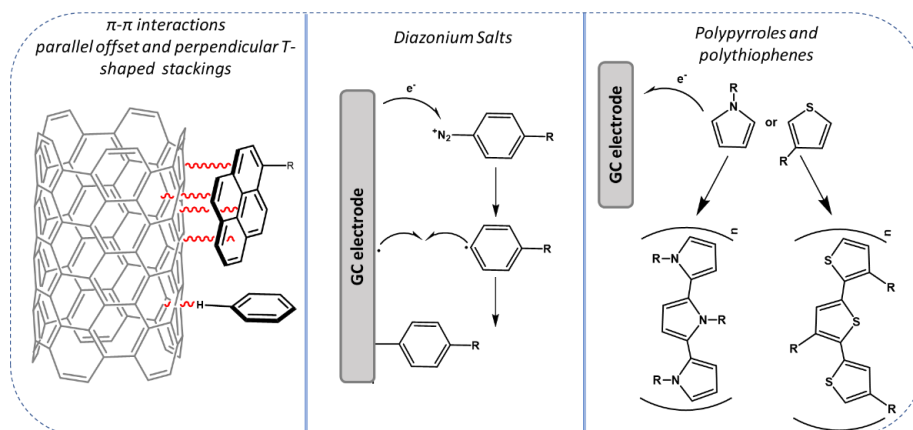 π-π interactions
parallel offset and perpendicular T-
shaped stackings
R
H
Diazonium Salts
GC electrode
e-
+N2
R
R
R
Polypyrroles and
polythiophenes
GC electrode
e-
R
N
or
S
R
n
R
N
N
R
R
N
n
S
R
S
R
S
R